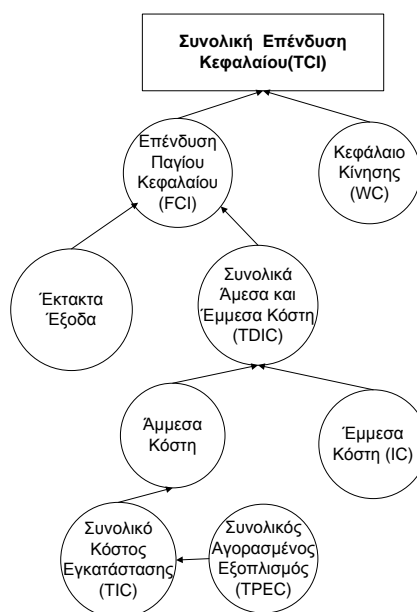 Συνολική Επένδυση
Κεφαλαίου(TCI)
Επένδυση
Παγίου
Κεφαλαίου
(FCI)
Κεφάλαιο
Κίνησης
(WC)
Έκτακτα
Έξοδα
Συνολικά
Άμεσα και
Έμμεσα Κόστη
(TDIC)
Άμμεσα
Κόστη
Έμμεσα
Κόστη (IC)
Συνολικό
Κόστος
Εγκατάστασης
(TIC)
Συνολικός
Αγορασμένος
Εξοπλισμός
(TPEC)